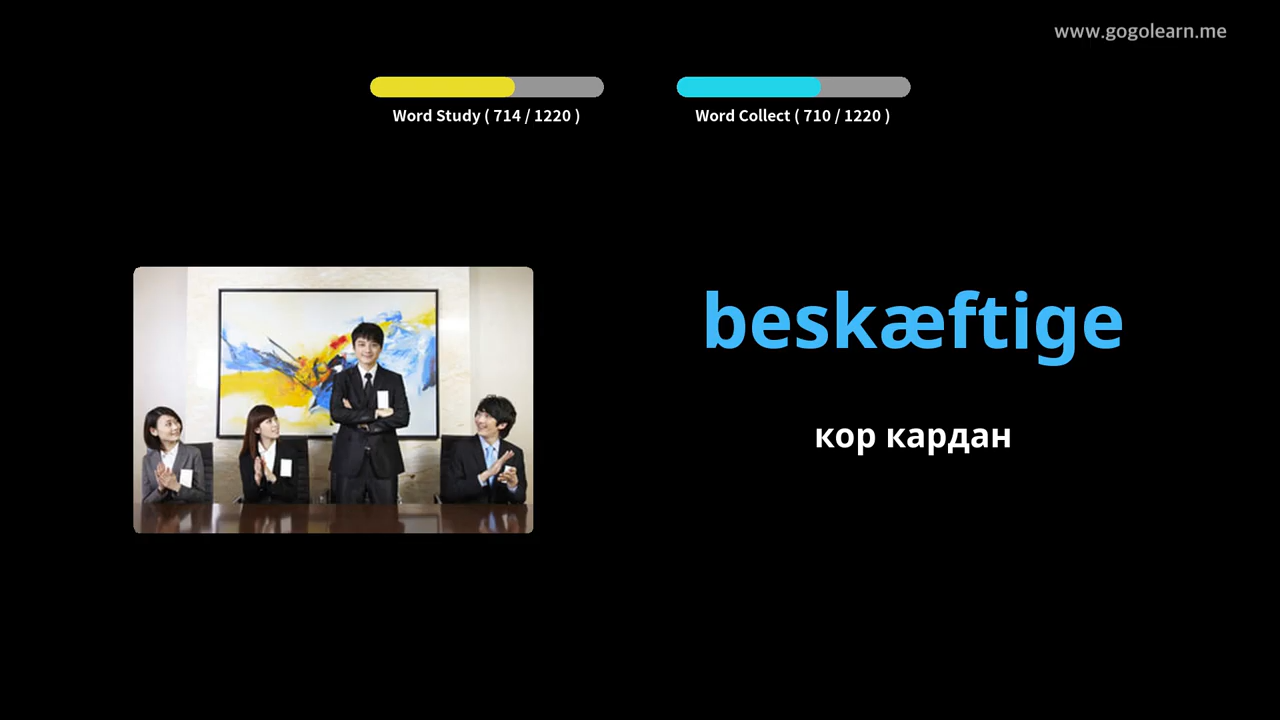 www.gogolearn.me
Word Study ( 714 / 1220 )
Word Collect ( 710 / 1220 )
beskæftige
кор кардан